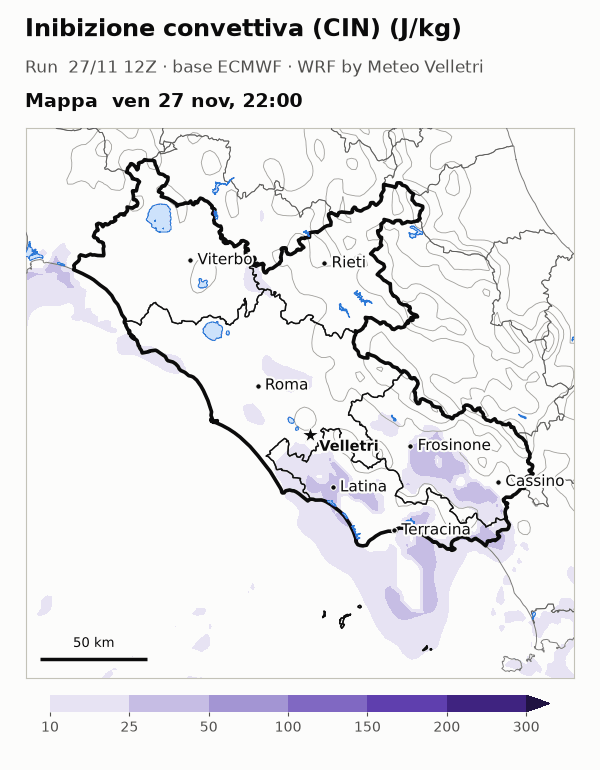 Inibizione convettiva (CIN) (J/kg)
Run  27/11 12Z · base ECMWF · WRF by Meteo Velletri
Mappa  ven 27 nov, 22:00
Viterbo
Rieti
Roma
Velletri
Frosinone
Cassino
Latina
Terracina
50 km
10 25 50 100 150 200 300